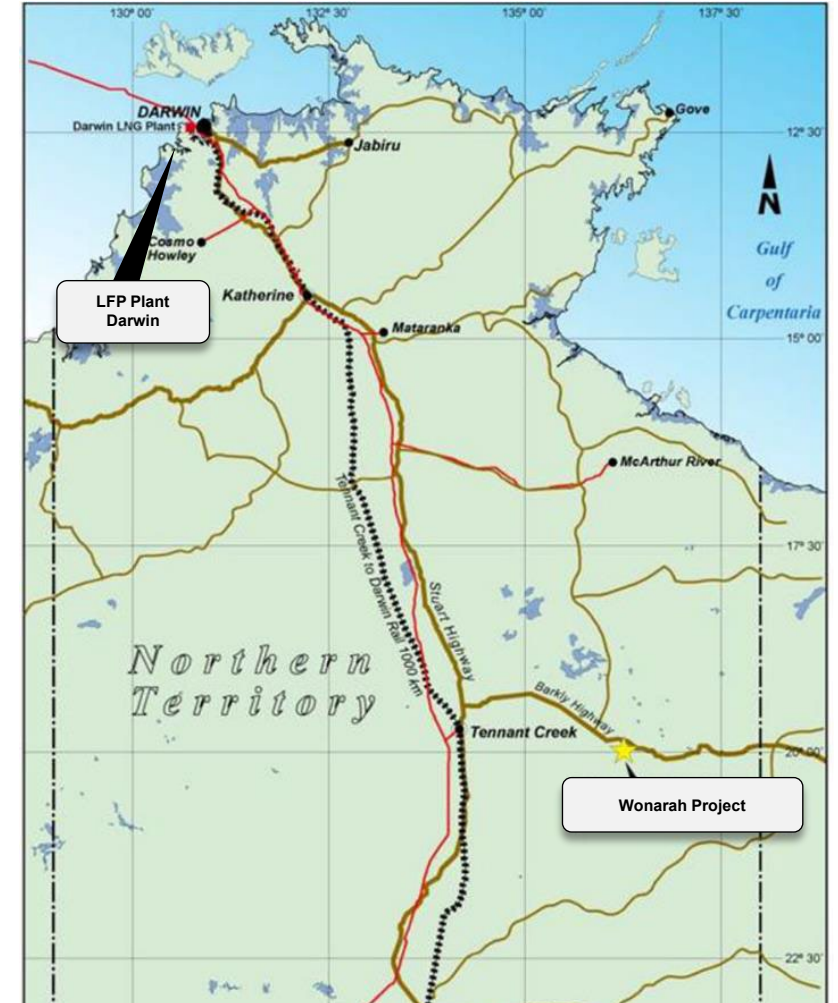 130° 00'
132° 30'
135° 00'
137° 30'
DARWIN
Darwin LNG Plant
Gove
12° 30'
Jabiru
N
Cosmo
Howley
Gulf
of
Carpentaria
LFP Plant
Darwin
Katherine
Mataranka
15° 00'
McArthur River
Tennant Creek to Darwin Rail 1000 km
17° 30'
Stuart Highway
Northern
Territory
Barkly Highway
Tennant Creek
20° 00'
Wonarah Project
22° 30'